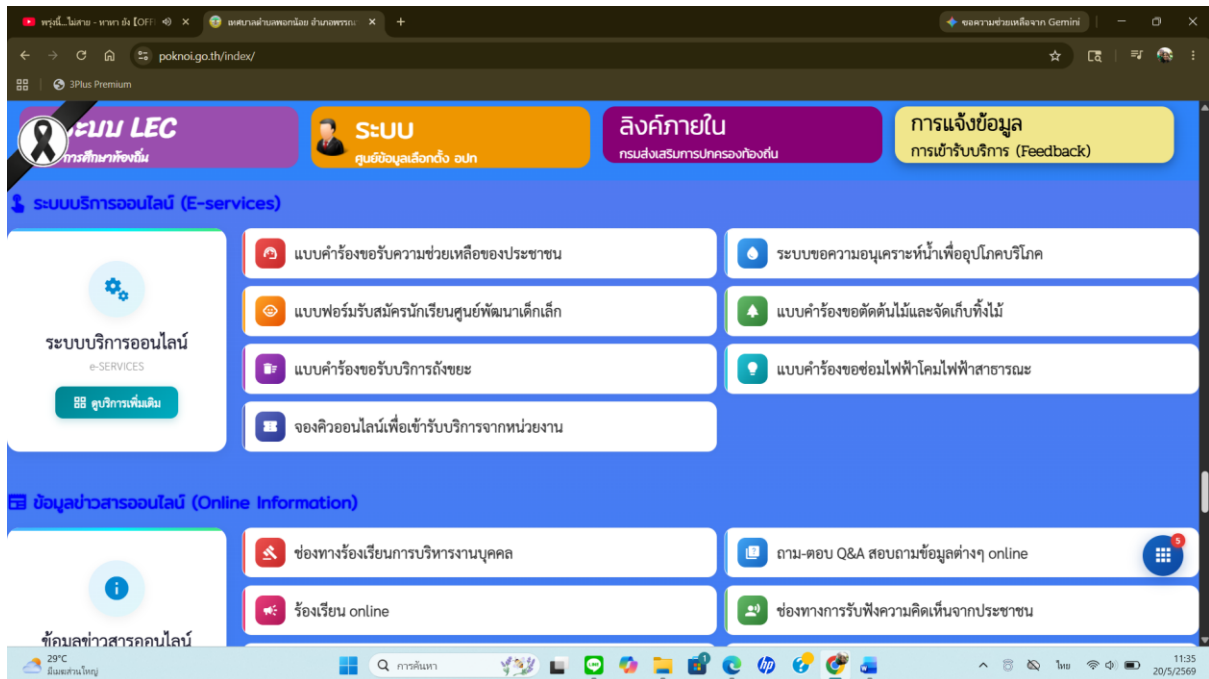 พรุ่งนี้...ไม่สาย - ทาทา ยัง 【OFF
เทศบาลตำบลพอกน้อย อำเภอพรรณา
ขอความช่วยเหลือจาก Gemini
poknoi.go.th/index/
3Plus Premium
ระบบ LEC
การศึกษาท้องถิ่น
ระบบ
ศูนย์ข้อมูลเลือกตั้ง อปท
ลิงค์ภายใน
กรมส่งเสริมการปกครองท้องถิ่น
การแจ้งข้อมูล
การเข้ารับบริการ (Feedback)
ระบบบริการออนไลน์ (E-services)
ระบบบริการออนไลน์
e-SERVICES
ดูบริการเพิ่มเติม
แบบคำร้องขอรับความช่วยเหลือของประชาชน
ระบบขอความอนุเคราะห์น้ำเพื่ออุปโภคบริโภค
แบบฟอร์มรับสมัครนักเรียนศูนย์พัฒนาเด็กเล็ก
แบบคำร้องขอตัดต้นไม้และจัดเก็บทิ้งไม้
แบบคำร้องขอรับบริการถังขยะ
แบบคำร้องขอซ่อมไฟฟ้าโคมไฟฟ้าสาธารณะ
จองคิวออนไลน์เพื่อเข้ารับบริการจากหน่วยงาน
ข้อมูลข่าวสารออนไลน์ (Online Information)
ข้อมูลข่าวสารออนไลน์
ช่องทางร้องเรียนการบริหารงานบุคคล
ถาม-ตอบ Q&A สอบถามข้อมูลต่างๆ online
5
ร้องเรียน online
ช่องทางการรับฟังความคิดเห็นจากประชาชน
29°C
มีเมฆส่วนใหญ่
การค้นหา
ไทย
11:35
20/5/2569